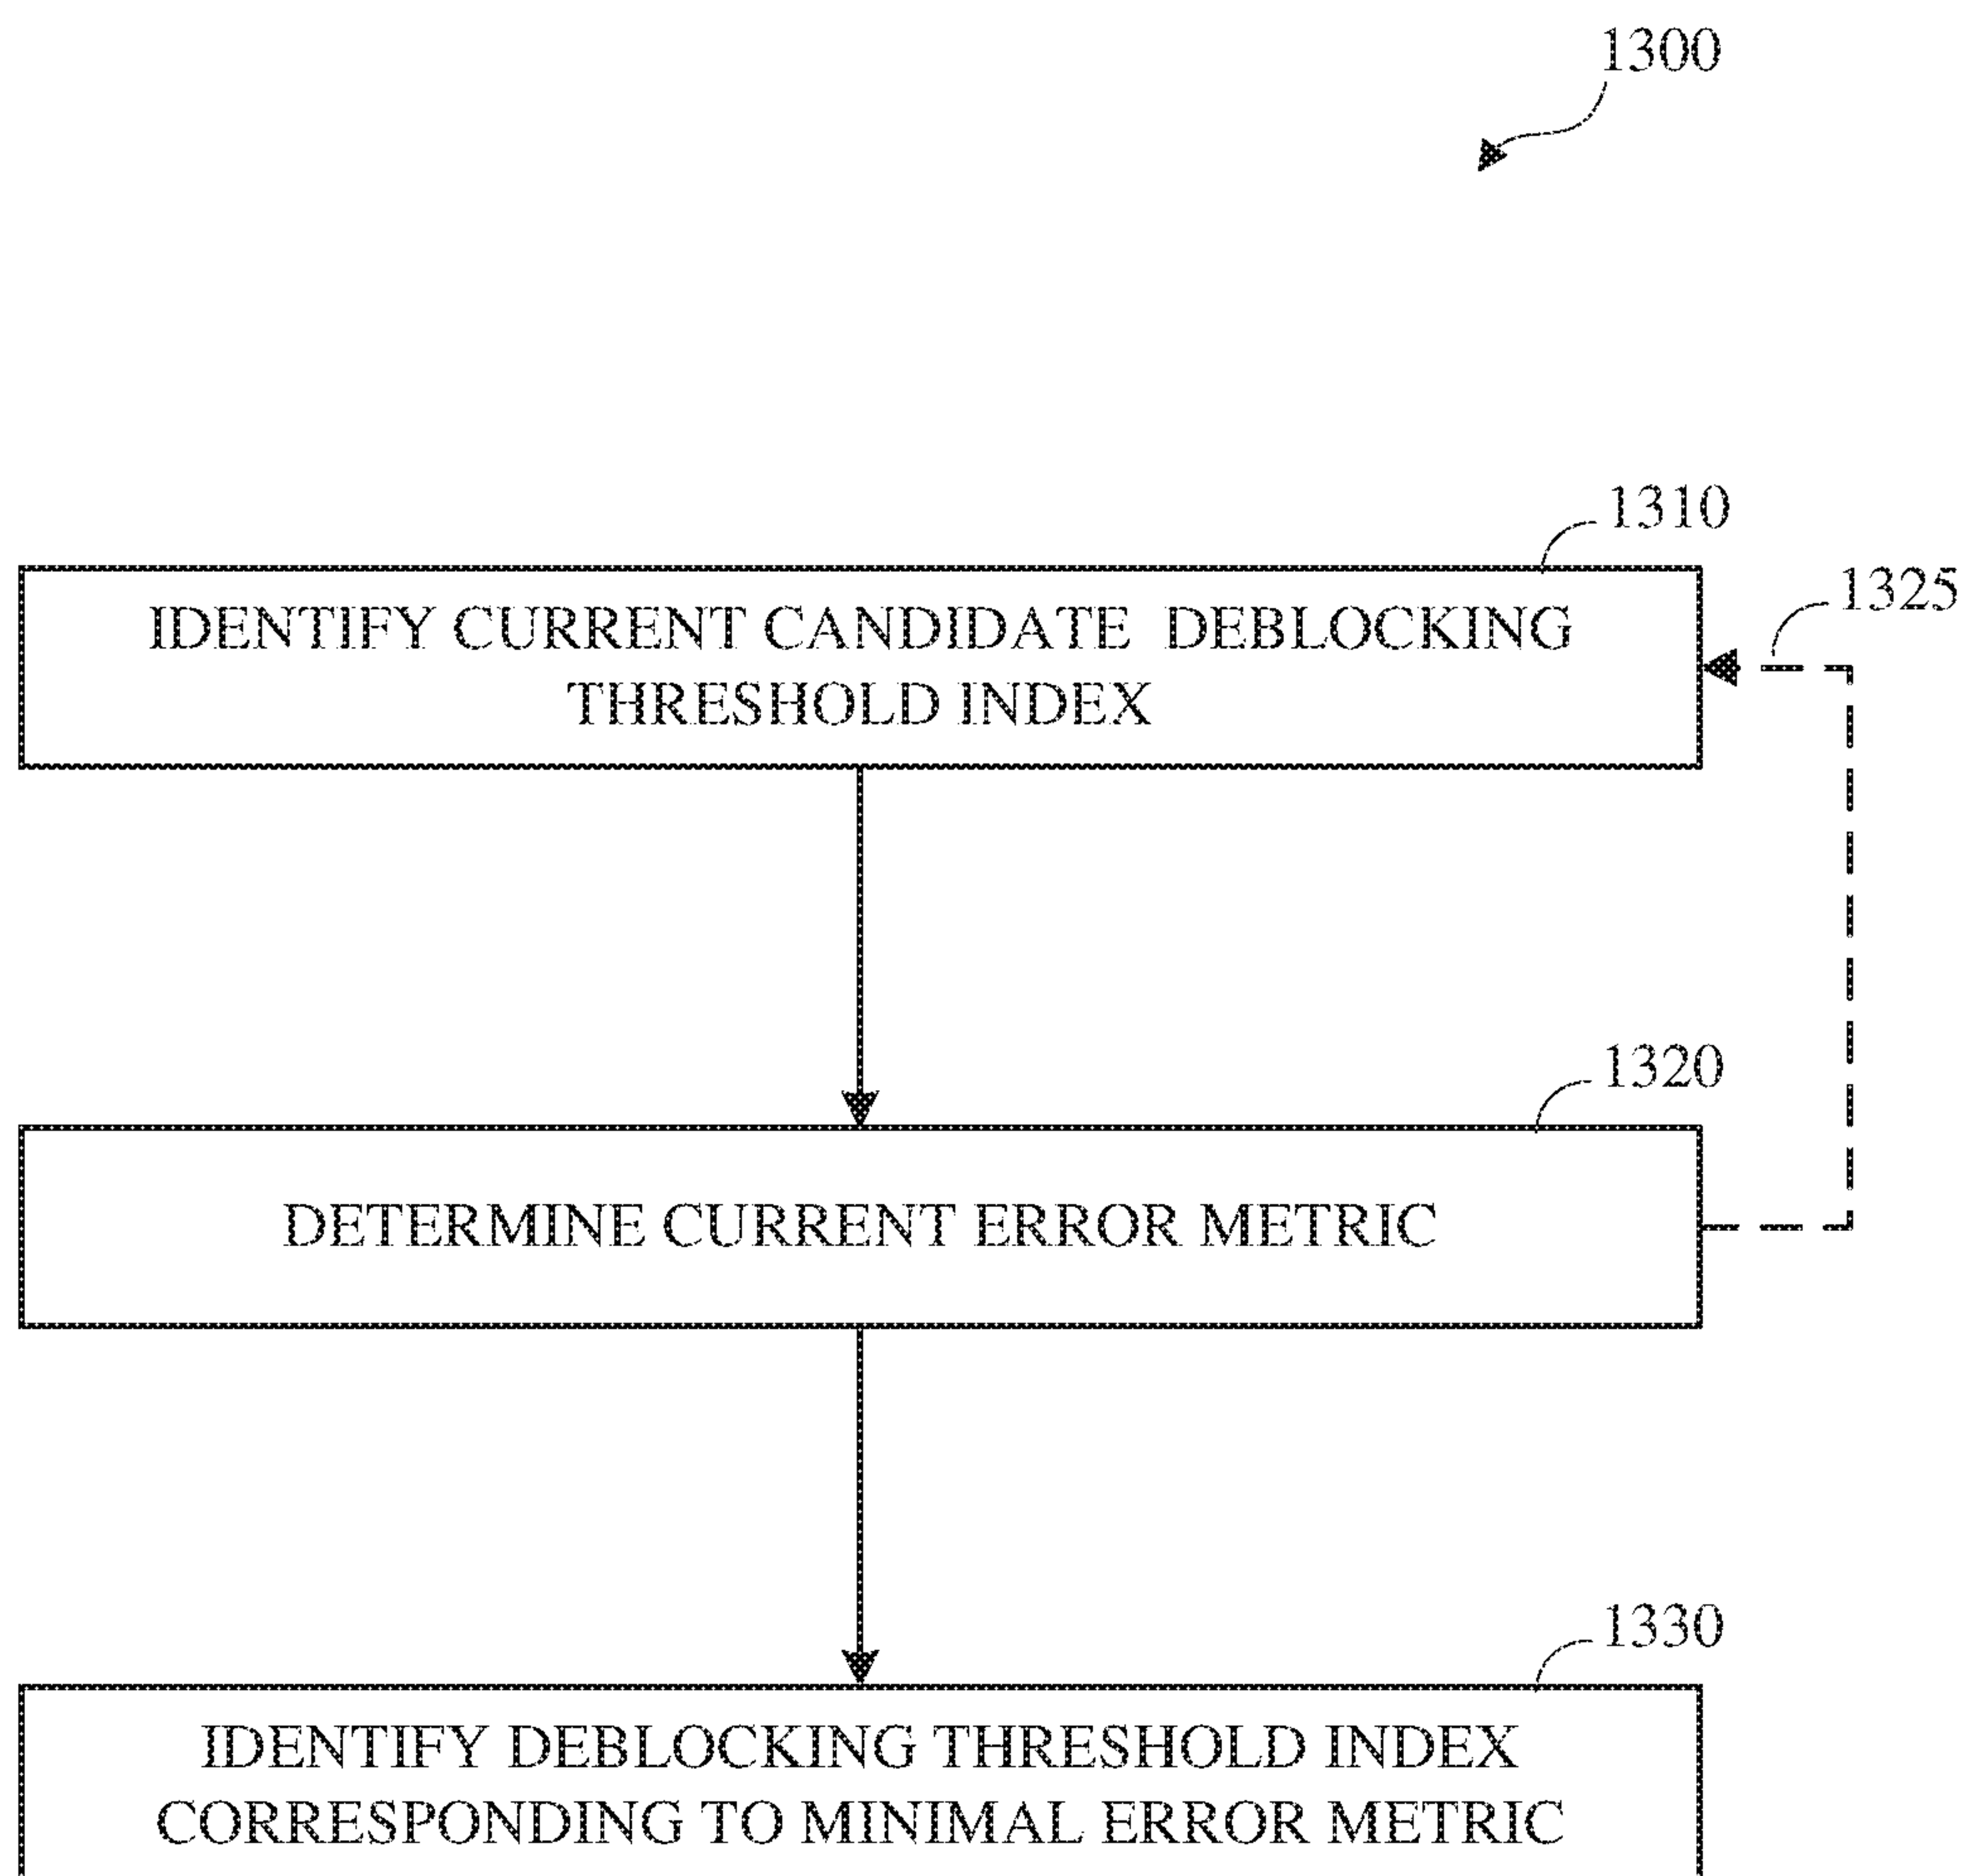 1300
1310
1325
IDENTIFY CURRENT CANDIDATE DEBLOCKING
THRESHOLD INDEX
1320
DETERMINE CURRENT ERROR METRIC
1330
IDENTIFY DEBLOCKING THRESHOLD INDEX
CORRESPONDING TO MINIMAL ERROR METRIC